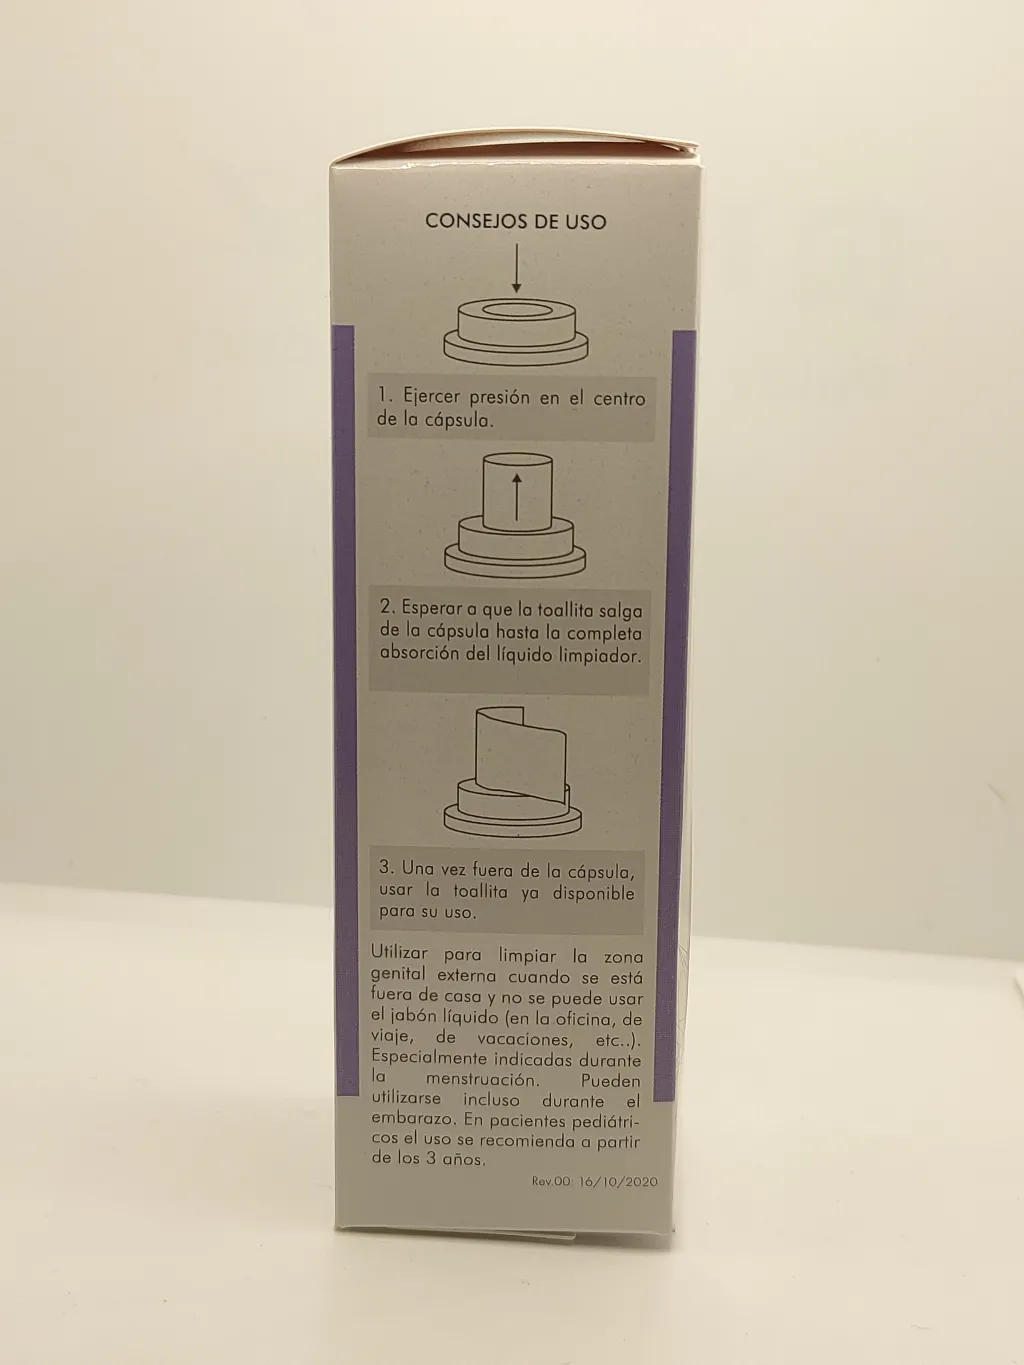 CONSEJOS DE USO
1. Ejercer presión en el centro
de la cápsula.
2. Esperar a que la toallita salga
de la cápsula hasta la completa
absorción del líquido limpiador.
3. Una vez fuera de la cápsula,
usar la toallita ya disponible
para su uso.
Utilizar para limpiar la zona
genital externa cuando se está
fuera de casa y no se puede usar
el jabón líquido (en la oficina, de
viaje, de vacaciones, etc..).
Especialmente indicadas durante
la menstruación. Pueden
utilizarse incluso durante el
embarazo. En pacientes pediátri-
cos el uso se recomienda a partir
de los 3 años.
Rev.00: 16/10/2020